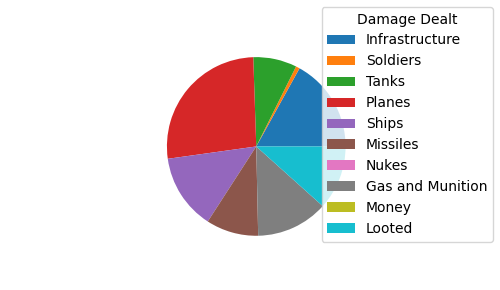 Damage Dealt
Infrastructure
Soldiers
Tanks
Planes
Ships
Missiles
Nukes
Gas and Munition
Money
Looted